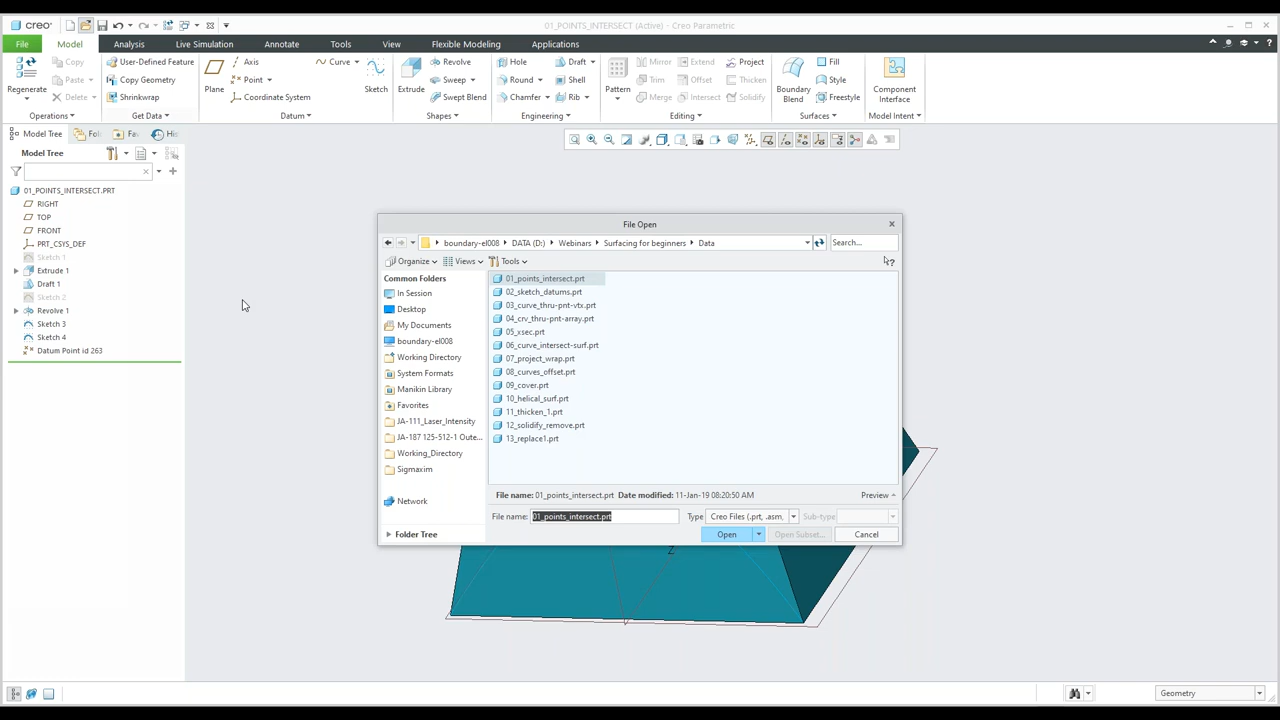 creo
01_POINTS_INTERSECT (Active) - Creo Parametric
File Model Analysis Live Simulation Annotate Tools View Flexible Modeling Applications
Regenerate
Copy
Paste
Delete
Operations
User-Defined Feature
Copy Geometry
Shrinkwrap
Get Data
Plane
Axis
Point
Coordinate System
Curve
Sketch
Datum
Extrude
Revolve
Sweep
Swept Blend
Shapes
Hole
Round
Chamfer
Draft
Shell
Rib
Engineering
Pattern
Mirror
Trim
Merge
Extend
Offset
Intersect
Project
Thicken
Solidify
Editing
Boundary
Blend
Fill
Style
Freestyle
Surfaces
Component
Interface
Model Intent
Model Tree Fol Fav His
Model Tree
01_POINTS_INTERSECT.PRT
RIGHT
TOP
FRONT
PRT_CSYS_DEF
Sketch 1
Extrude 1
Draft 1
Sketch 2
Revolve 1
Sketch 3
Sketch 4
Datum Point id 263
File Open
boundary-el008 DATA (D:) Webinars Surfacing for beginners Data
Search...
Organize Views Tools
Common Folders
In Session
Desktop
My Documents
boundary-el008
Working Directory
System Formats
Manikin Library
Favorites
JA-111_Laser_Intensity
JA-187 125-512-1 Oute...
Working_Directory
Sigmaxim
Network
Folder Tree
01_points_intersect.prt
02_sketch_datums.prt
03_curve_thru-pnt-vtx.prt
04_crv_thru-pnt-array.prt
05_xsec.prt
06_curve_intersect-surf.prt
07_project_wrap.prt
08_curves_offset.prt
09_cover.prt
10_helical_surf.prt
11_thicken_1.prt
12_solidify_remove.prt
13_replace1.prt
File name: 01_points_intersect.prt Date modified: 11-Jan-19 08:20:50 AM Preview
File name: 01_points_intersect.prt Type Creo Files (.prt, .asm, Sub-type
Open Open Subset... Cancel
Z
Geometry